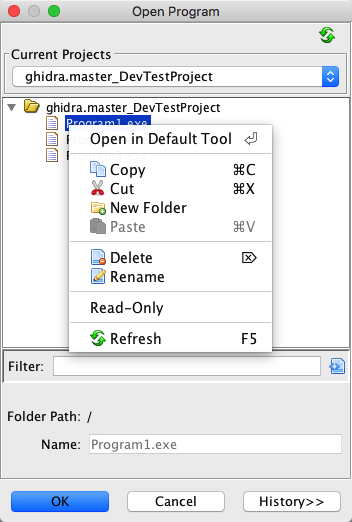 Open Program
Current Projects
ghidra.master_DevTestProject
ghidra.master_DevTestProject
Program1.exe
Open in Default Tool ⏎
Copy ⌘C
Cut ⌘X
New Folder
Paste ⌘V
Delete ⌦
Rename
Read-Only
Refresh F5
Filter:
Folder Path: /
Name: Program1.exe
OK Cancel History>>